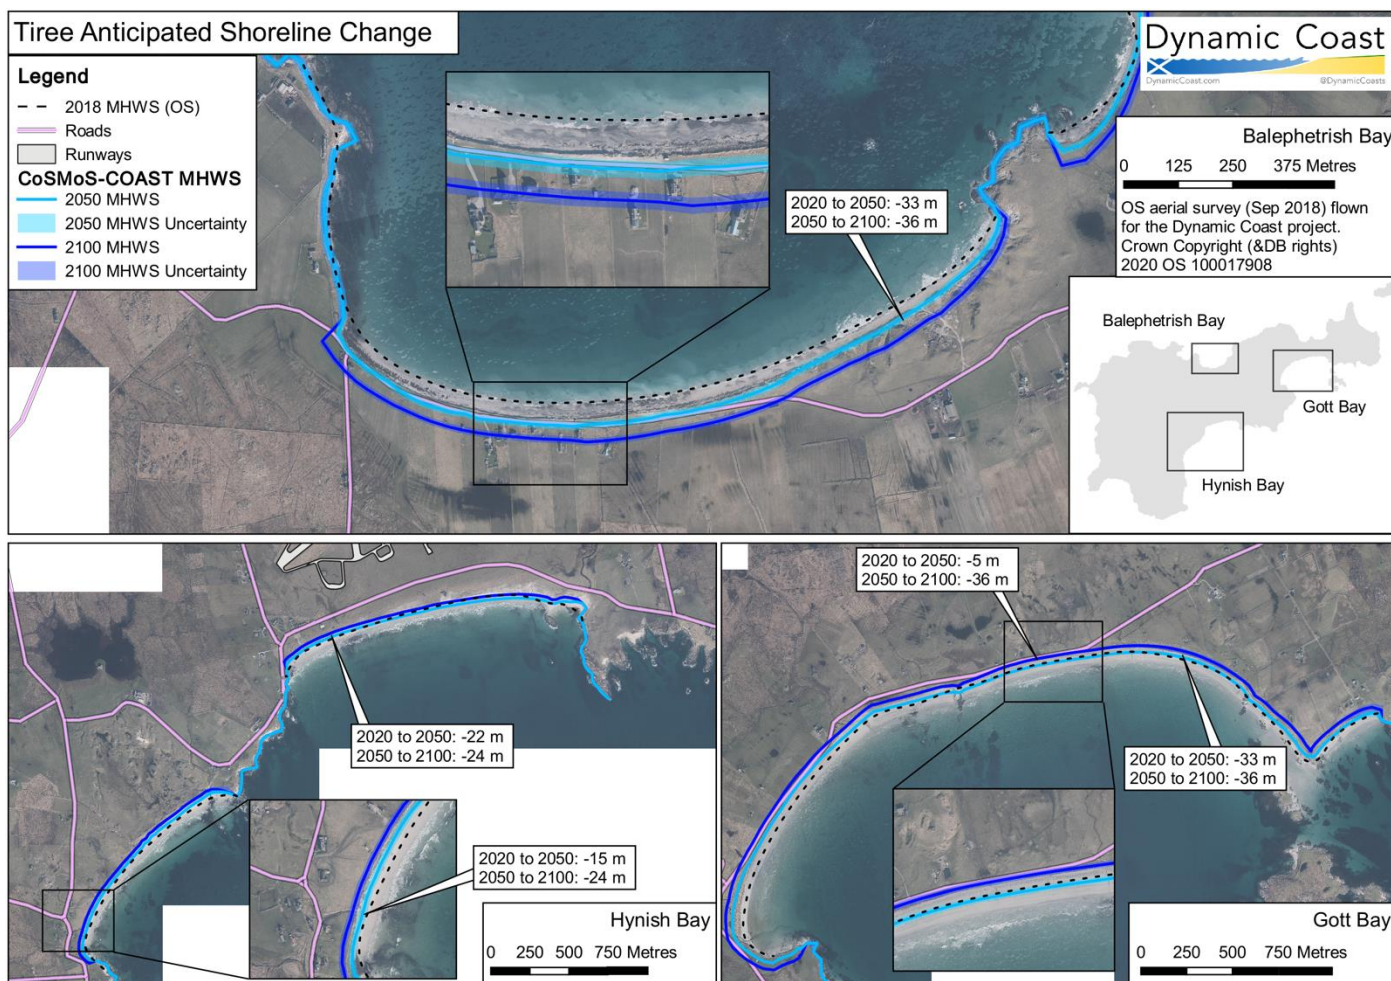 Tiree Anticipated Shoreline Change
Legend
2018 MHWS (OS)
Roads
Runways
CoSMoS-COAST MHWS
2050 MHWS
2050 MHWS Uncertainty
2100 MHWS
2100 MHWS Uncertainty
2020 to 2050: -33 m
2050 to 2100: -36 m
Dynamic Coast
DynamicCoast.com @DynamicCoasts
Balephetrish Bay
0 125 250 375 Metres
OS aerial survey (Sep 2018) flown
for the Dynamic Coast project.
Crown Copyright (&DB rights)
2020 OS 100017908
Balephetrish Bay
Gott Bay
Hynish Bay
2020 to 2050: -22 m
2050 to 2100: -24 m
2020 to 2050: -15 m
2050 to 2100: -24 m
Hynish Bay
0 250 500 750 Metres
2020 to 2050: -5 m
2050 to 2100: -36 m
2020 to 2050: -33 m
2050 to 2100: -36 m
Gott Bay
0 250 500 750 Metres